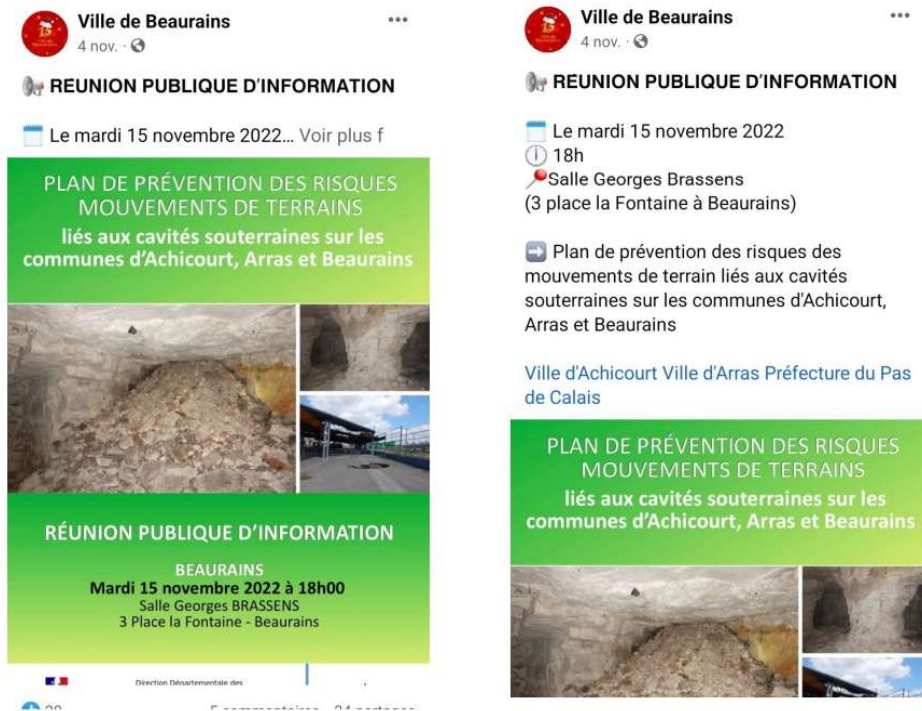 Ville de Beaurains
4 nov.
REUNION PUBLIQUE D'INFORMATION
Le mardi 15 novembre 2022... Voir plus f
PLAN DE PRÉVENTION DES RISQUES
MOUVEMENTS DE TERRAINS
liés aux cavités souterraines sur les
communes d'Achicourt, Arras et Beaurains
RÉUNION PUBLIQUE D'INFORMATION
BEAURAINS
Mardi 15 novembre 2022 à 18h00
Salle Georges BRASSENS
3 Place la Fontaine - Beaurains
Direction Départementale des
5 commentaires 24 partages
Ville de Beaurains
4 nov.
REUNION PUBLIQUE D'INFORMATION
Le mardi 15 novembre 2022
18h
Salle Georges Brassens
(3 place la Fontaine à Beaurains)
Plan de prévention des risques des
mouvements de terrain liés aux cavités
souterraines sur les communes d'Achicourt,
Arras et Beaurains
Ville d'Achicourt Ville d'Arras Préfecture du Pas
de Calais
PLAN DE PRÉVENTION DES RISQUES
MOUVEMENTS DE TERRAINS
liés aux cavités souterraines sur les
communes d'Achicourt, Arras et Beaurains